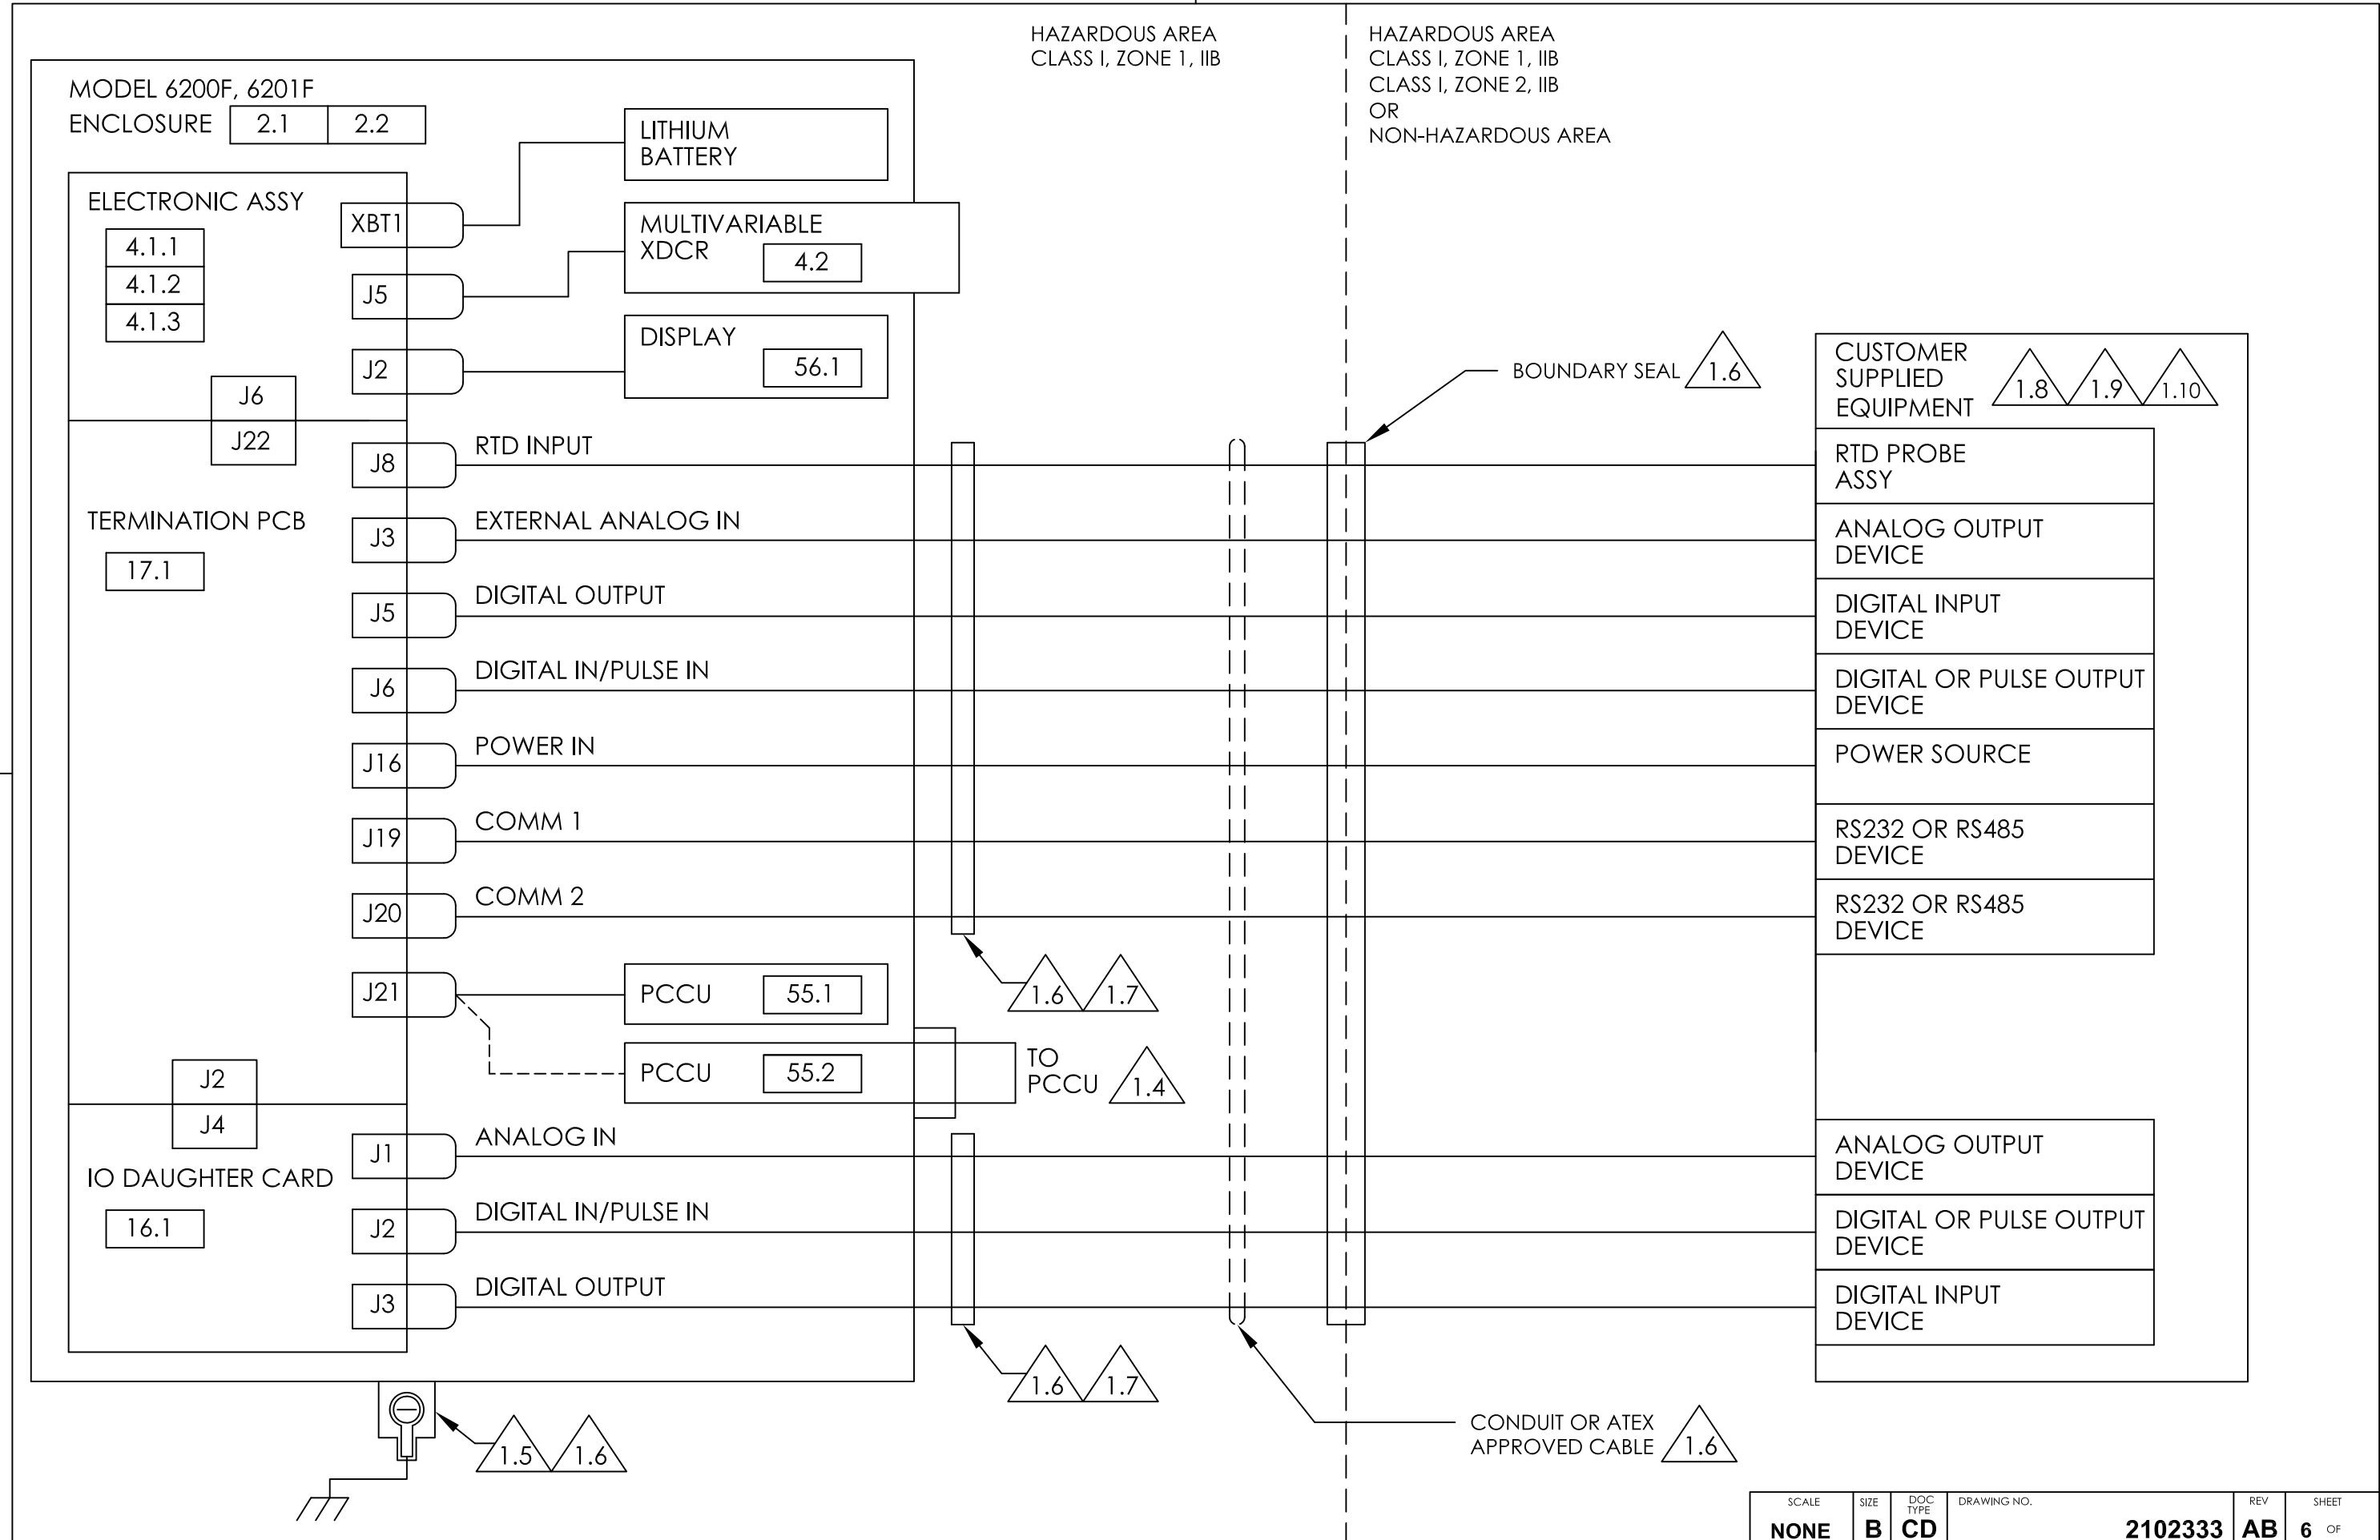 HAZARDOUS AREA
CLASS I, ZONE 1, IIB
HAZARDOUS AREA
CLASS I, ZONE 1, IIB
CLASS I, ZONE 2, IIB
OR
NON-HAZARDOUS AREA
MODEL 6200F, 6201F
ENCLOSURE 2.1 2.2
LITHIUM
BATTERY
ELECTRONIC ASSY
4.1.1
4.1.2
4.1.3
XBT1
MULTIVARIABLE
XDCR 4.2
J5
DISPLAY
56.1
J2
J6
J22
BOUNDARY SEAL 1.6
CUSTOMER
SUPPLIED
EQUIPMENT
1.8 1.9 1.10
TERMINATION PCB
17.1
J8 RTD INPUT
RTD PROBE
ASSY
J3 EXTERNAL ANALOG IN
ANALOG OUTPUT
DEVICE
J5 DIGITAL OUTPUT
DIGITAL INPUT
DEVICE
J6 DIGITAL IN/PULSE IN
DIGITAL OR PULSE OUTPUT
DEVICE
J16 POWER IN
POWER SOURCE
J19 COMM 1
RS232 OR RS485
DEVICE
J20 COMM 2
RS232 OR RS485
DEVICE
1.6 1.7
J21
PCCU 55.1
PCCU 55.2
TO
PCCU 1.4
J2
J4
IO DAUGHTER CARD
16.1
J1 ANALOG IN
ANALOG OUTPUT
DEVICE
J2 DIGITAL IN/PULSE IN
DIGITAL OR PULSE OUTPUT
DEVICE
J3 DIGITAL OUTPUT
DIGITAL INPUT
DEVICE
1.6 1.7
1.5 1.6
CONDUIT OR ATEX
APPROVED CABLE 1.6
SCALE
NONE
SIZE
B
DOC
TYPE
CD
DRAWING NO.
2102333
REV
AB
SHEET
6 OF